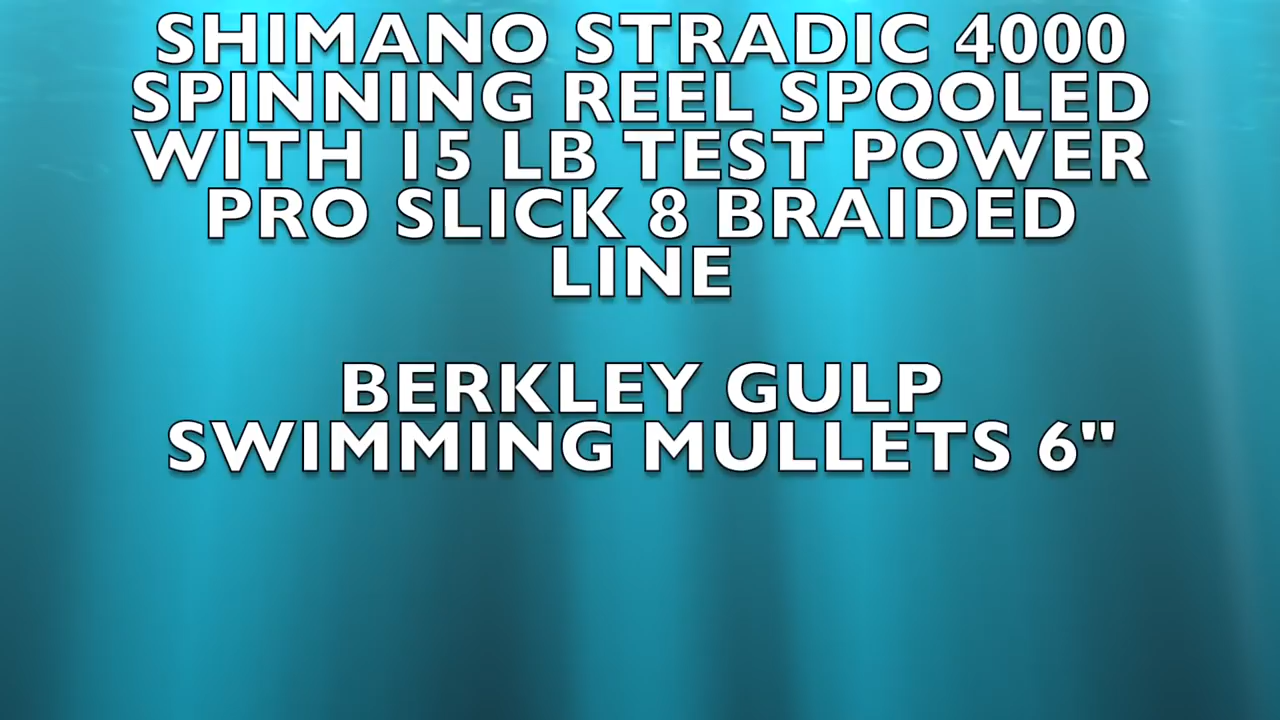 SHIMANO STRADIC 4000
SPINNING REEL SPOOLED
WITH 15 LB TEST POWER
PRO SLICK 8 BRAIDED
LINE
BERKLEY GULP
SWIMMING MULLETS 6"